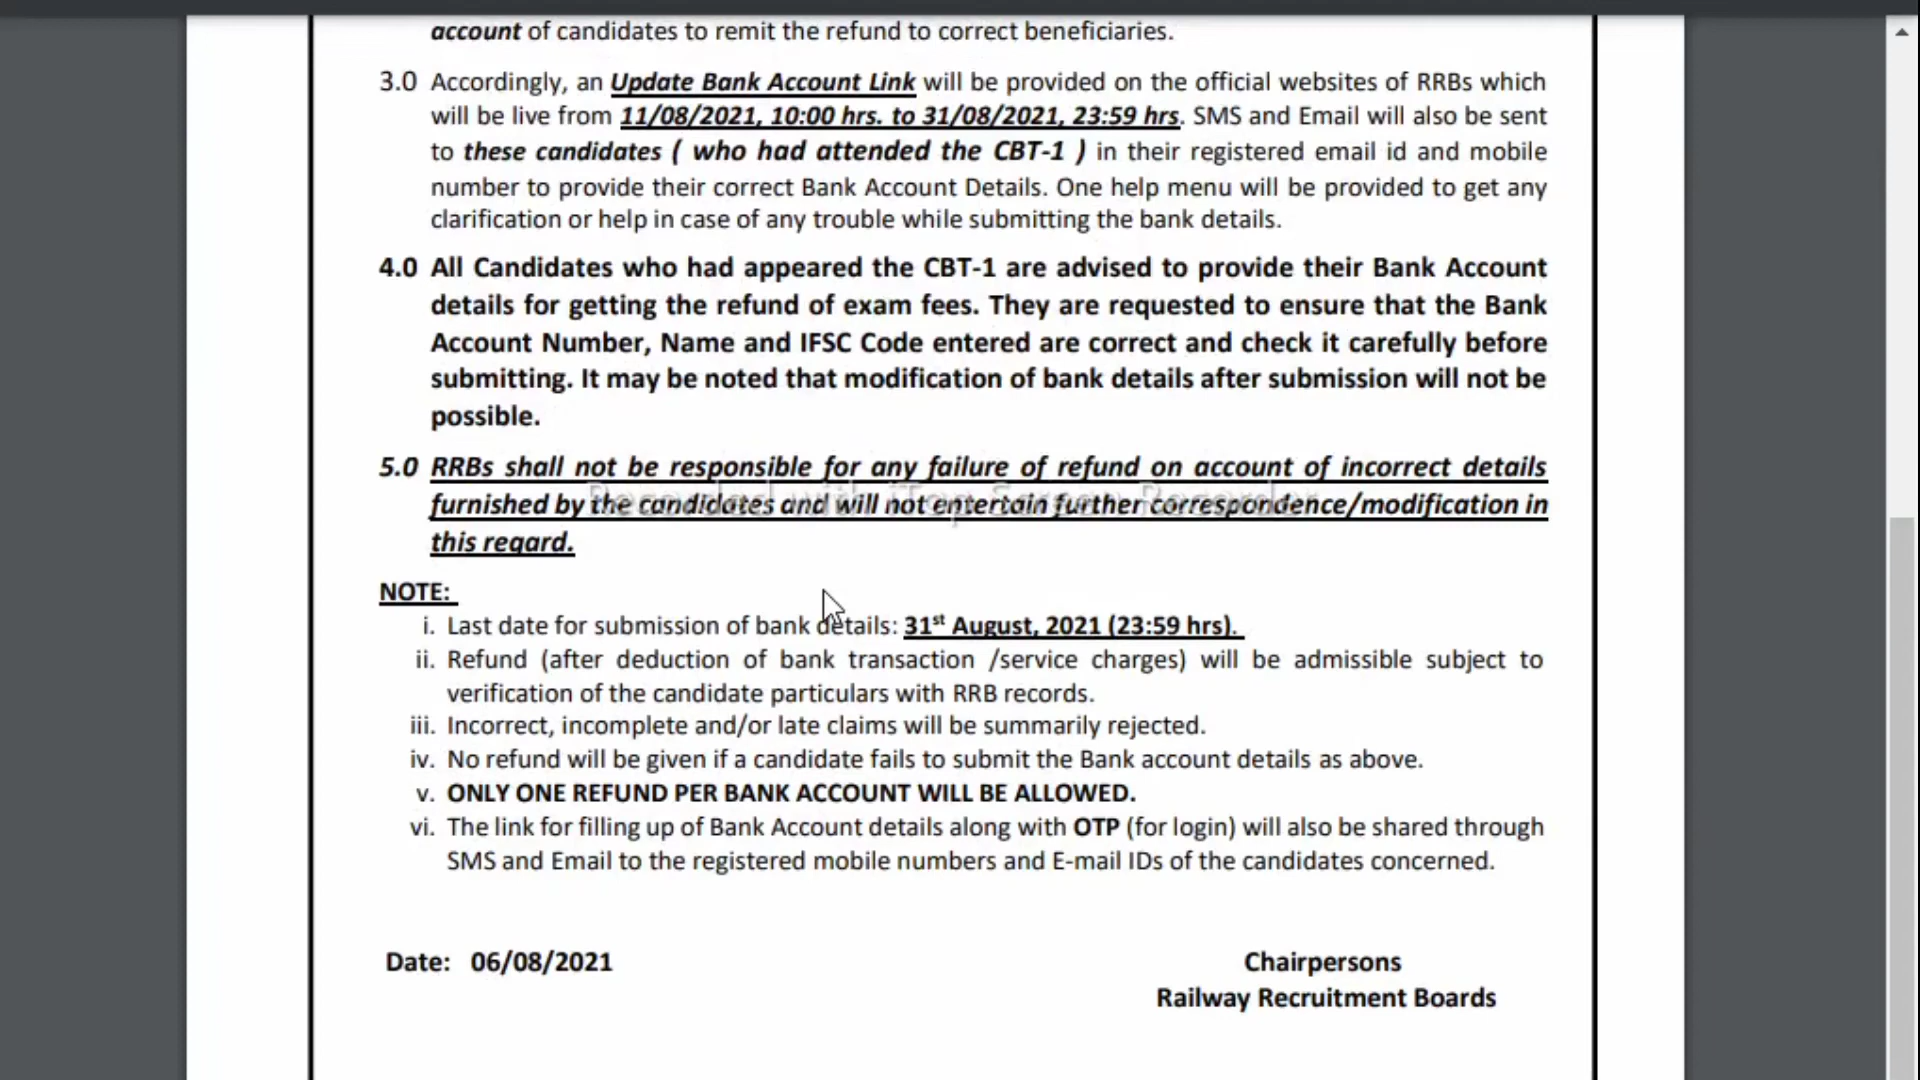 account of candidates to remit the refund to correct beneficiaries.
3.0 Accordingly, an Update Bank Account Link will be provided on the official websites of RRBs which
will be live from 11/08/2021, 10:00 hrs. to 31/08/2021, 23:59 hrs. SMS and Email will also be sent
to these candidates ( who had attended the CBT-1 ) in their registered email id and mobile
number to provide their correct Bank Account Details. One help menu will be provided to get any
clarification or help in case of any trouble while submitting the bank details.
4.0 All Candidates who had appeared the CBT-1 are advised to provide their Bank Account
details for getting the refund of exam fees. They are requested to ensure that the Bank
Account Number, Name and IFSC Code entered are correct and check it carefully before
submitting. It may be noted that modification of bank details after submission will not be
possible.
5.0 RRBs shall not be responsible for any failure of refund on account of incorrect details
furnished by the candidates and will not entertain further correspondence/modification in
this regard.
Recorded with iTop Screen Recorder
NOTE:
i. Last date for submission of bank details: 31st August, 2021 (23:59 hrs).
ii. Refund (after deduction of bank transaction /service charges) will be admissible subject to
verification of the candidate particulars with RRB records.
iii. Incorrect, incomplete and/or late claims will be summarily rejected.
iv. No refund will be given if a candidate fails to submit the Bank account details as above.
v. ONLY ONE REFUND PER BANK ACCOUNT WILL BE ALLOWED.
vi. The link for filling up of Bank Account details along with OTP (for login) will also be shared through
SMS and Email to the registered mobile numbers and E-mail IDs of the candidates concerned.
Date: 06/08/2021
Chairpersons
Railway Recruitment Boards